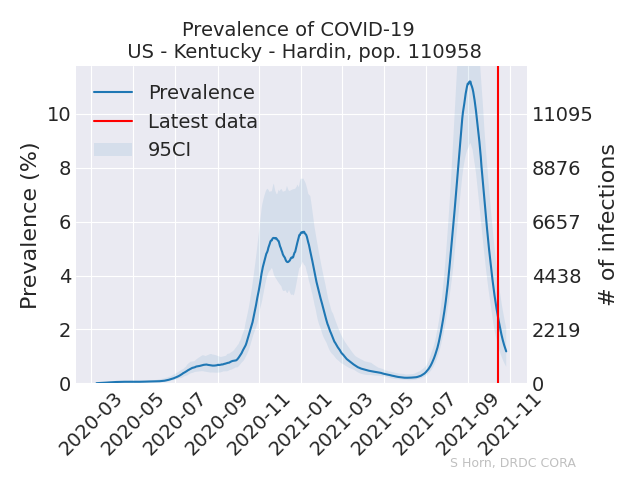 Prevalence of COVID-19
US - Kentucky - Hardin, pop. 110958
Prevalence
Latest data
95CI
Prevalence (%)
10
8
6
4
2
0
11095
8876
6657
4438
2219
0
# of infections
2020-03
2020-05
2020-07
2020-09
2020-11
2021-01
2021-03
2021-05
2021-07
2021-09
2021-11
S Horn, DRDC CORA